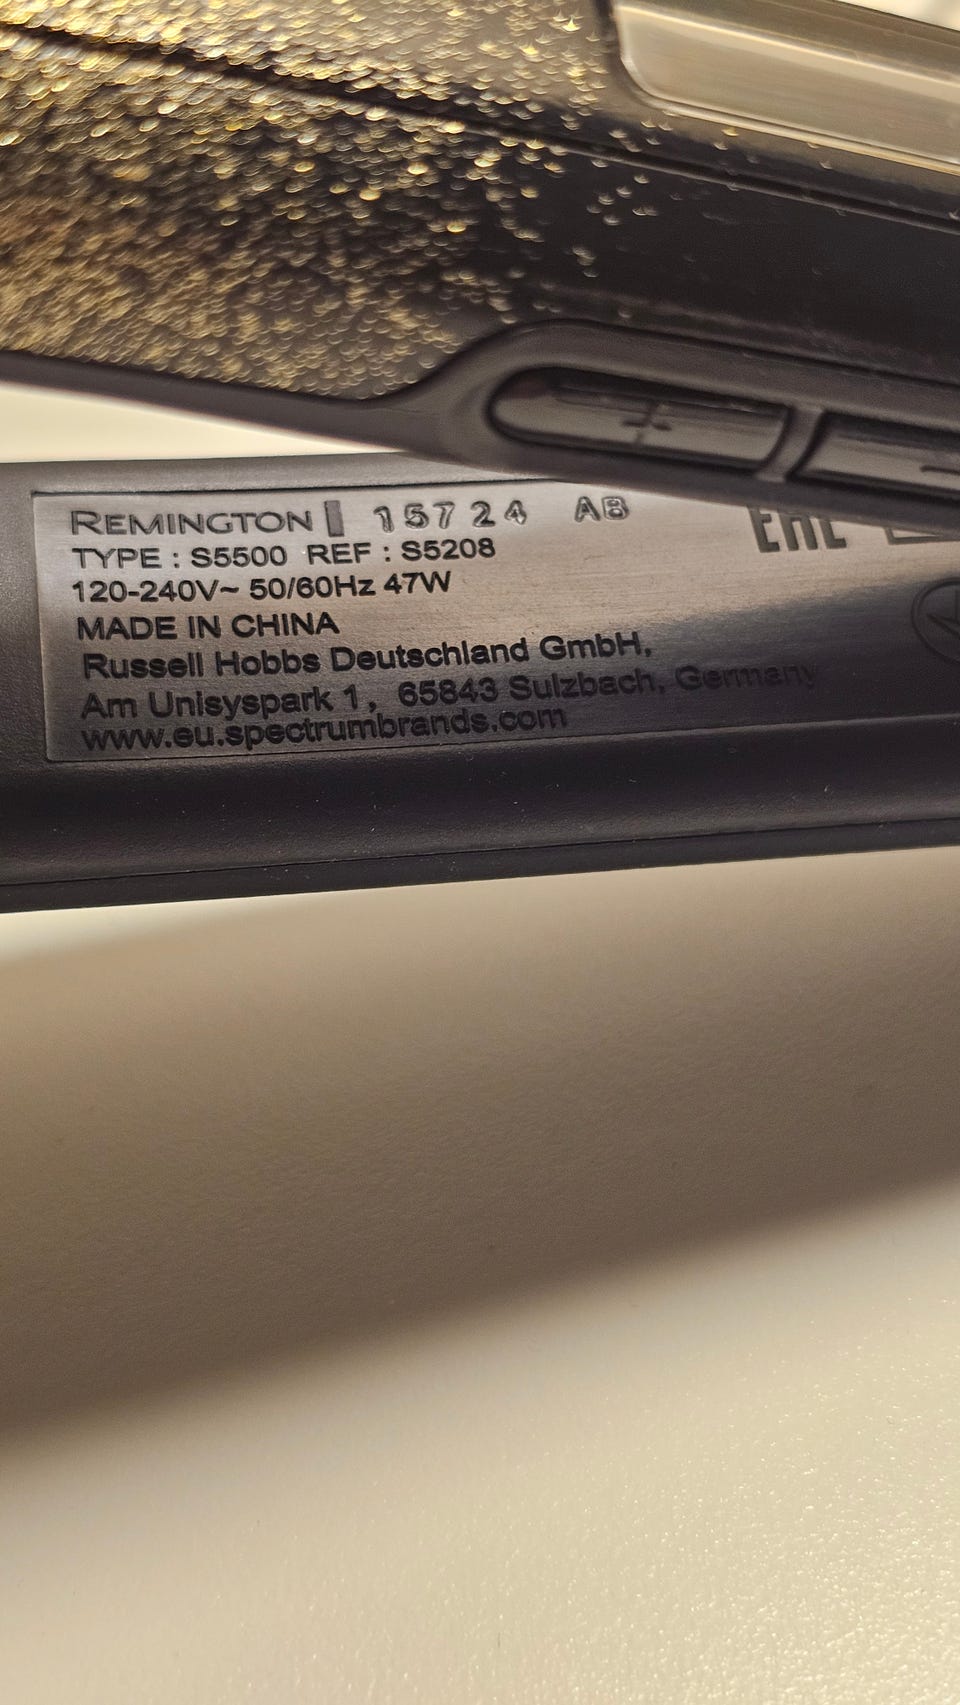 REMINGTON 15724 AB
TYPE : S5500 REF : S5208
120-240V~ 50/60Hz 47W
MADE IN CHINA
Russell Hobbs Deutschland GmbH,
Am Unisyspark 1, 65843 Sulzbach, Germany
www.eu.spectrumbrands.com
+